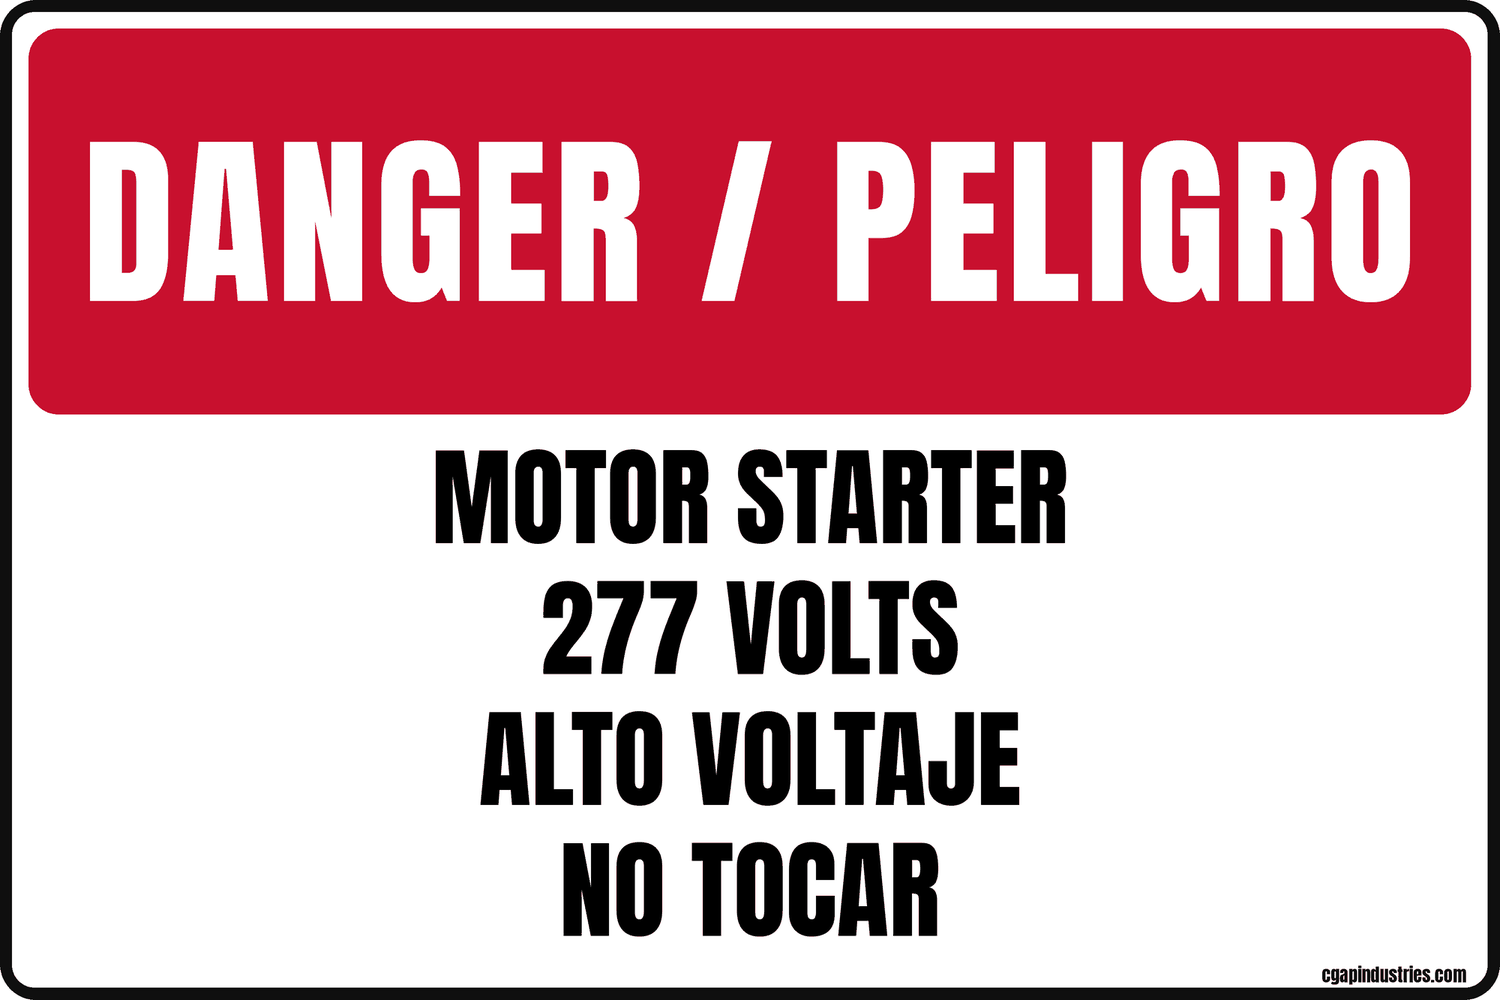 DANGER / PELIGRO
MOTOR STARTER
277 VOLTS
ALTO VOLTAJE
NO TOCAR
cgapindustries.com